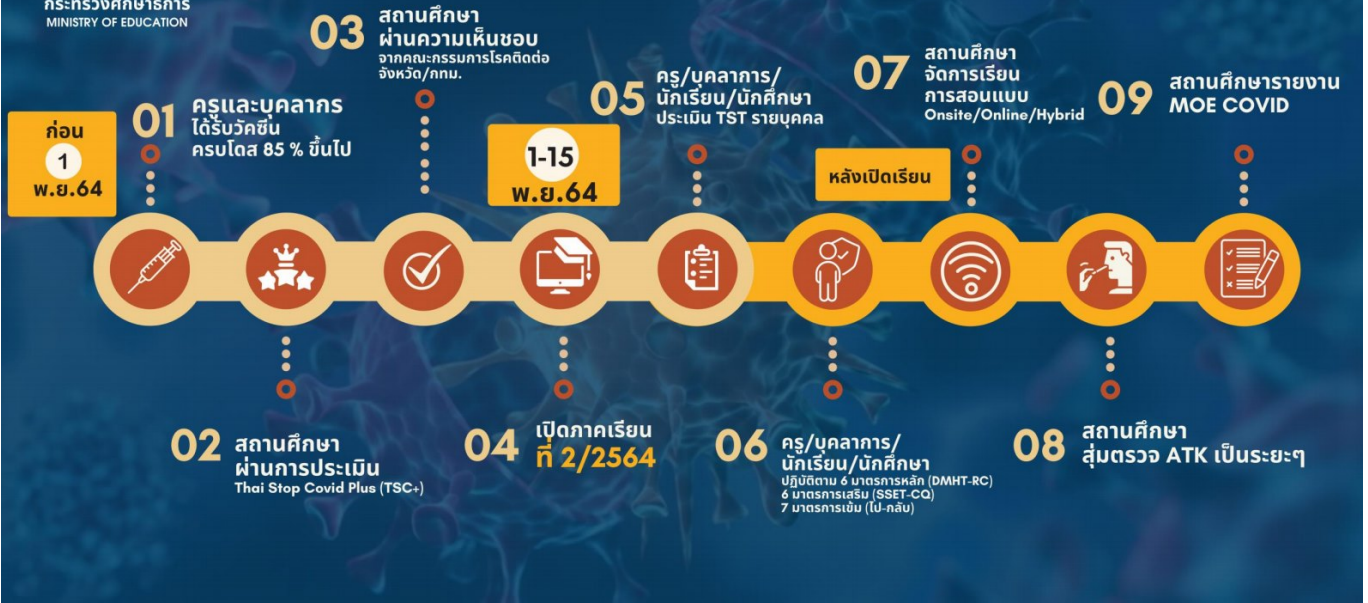 กระทรวงศึกษาธิการ
MINISTRY OF EDUCATION
ก่อน
1
พ.ย.64
01
ครูและบุคลากร
ได้รับวัคซีน
ครบโดส 85 % ขึ้นไป
02
สถานศึกษา
ผ่านการประเมิน
Thai Stop Covid Plus (TSC+)
03
สถานศึกษา
ผ่านความเห็นชอบ
จากคณะกรรมการโรคติดต่อ
จังหวัด/กทม.
1-15
พ.ย.64
04
เปิดภาคเรียน
ที่ 2/2564
05
ครู/บุคลาการ/
นักเรียน/นักศึกษา
ประเมิน TST รายบุคคล
06
ครู/บุคลาการ/
นักเรียน/นักศึกษา
ปฏิบัติตาม 6 มาตรการหลัก (DMHT-RC)
6 มาตรการเสริม (SSET-CQ)
7 มาตรการเข้ม (ไป-กลับ)
หลังเปิดเรียน
07
สถานศึกษา
จัดการเรียน
การสอนแบบ
Onsite/Online/Hybrid
08
สถานศึกษา
สุ่มตรวจ ATK เป็นระยะๆ
09
สถานศึกษารายงาน
MOE COVID